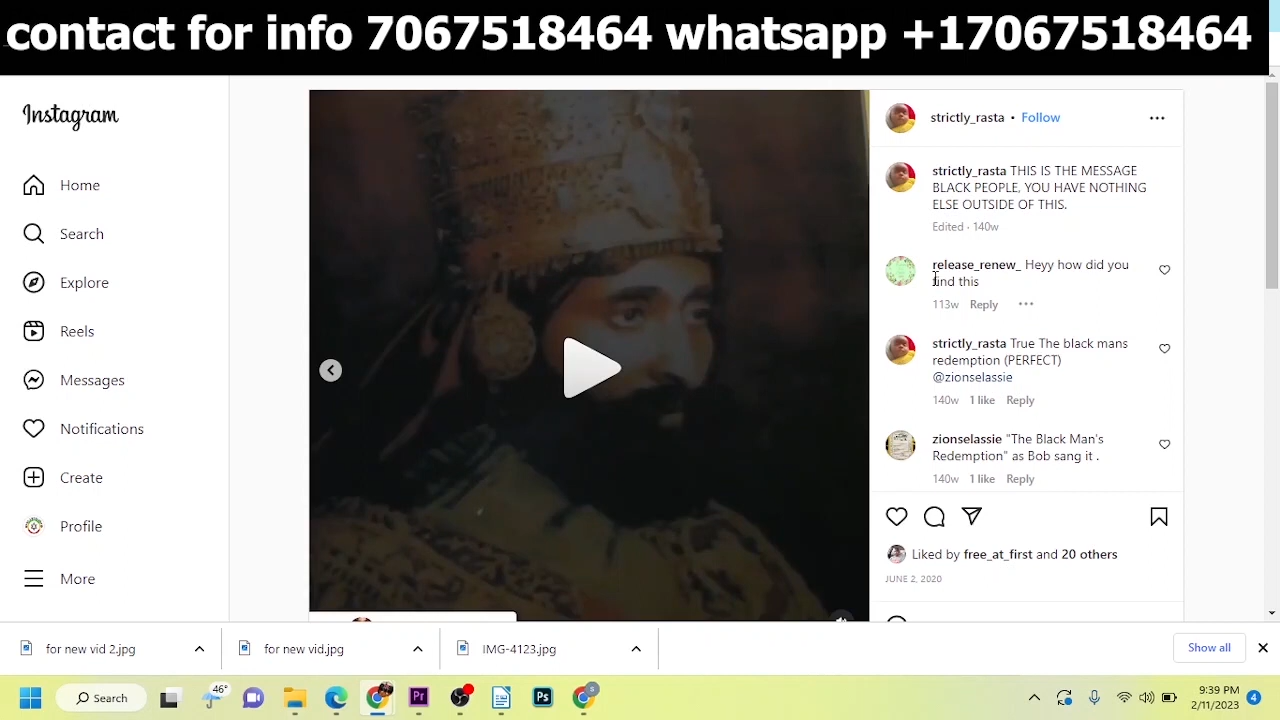 contact for info 7067518464 whatsapp +17067518464
Instagram
Home
Search
Explore
Reels
Messages
Notifications
Create
Profile
More
strictly_rasta • Follow
strictly_rasta THIS IS THE MESSAGE
BLACK PEOPLE, YOU HAVE NOTHING
ELSE OUTSIDE OF THIS.
Edited · 140w
release_renew_ Heyy how did you
find this
113w Reply
strictly_rasta True The black mans
redemption (PERFECT)
@zionselassie
140w 1 like Reply
zionselassie "The Black Man's
Redemption" as Bob sang it .
140w 1 like Reply
Liked by free_at_first and 20 others
JUNE 2, 2020
for new vid 2.jpg
for new vid.jpg
IMG-4123.jpg
Show all
Search
46°
Pr
Ps
S
9:39 PM
2/11/2023
4